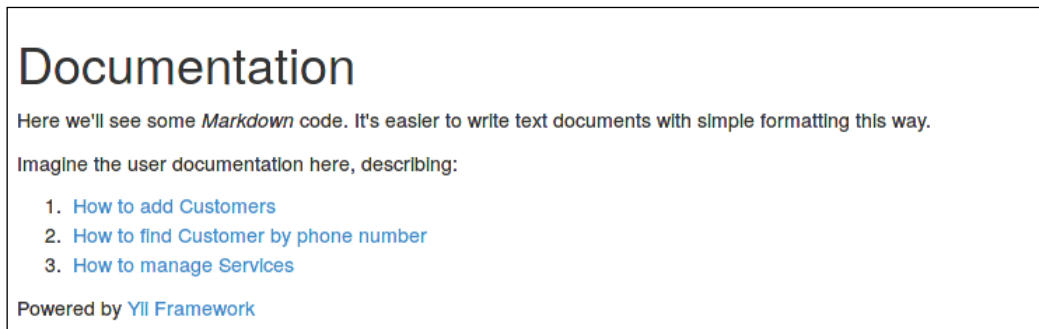 Documentation
Here we'll see some Markdown code. It's easier to write text documents with simple formatting this way.
Imagine the user documentation here, describing:
1. How to add Customers
2. How to find Customer by phone number
3. How to manage Services
Powered by Yii Framework